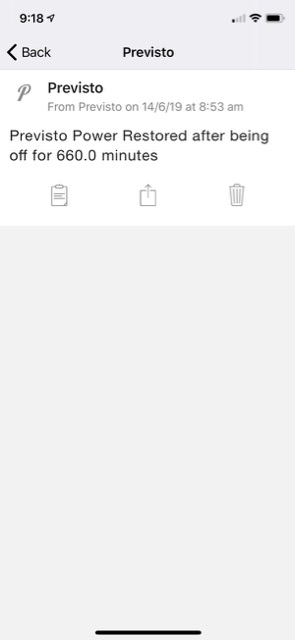 9:18
Back
Previsto
Previsto
From Previsto on 14/6/19 at 8:53 am
Previsto Power Restored after being
off for 660.0 minutes